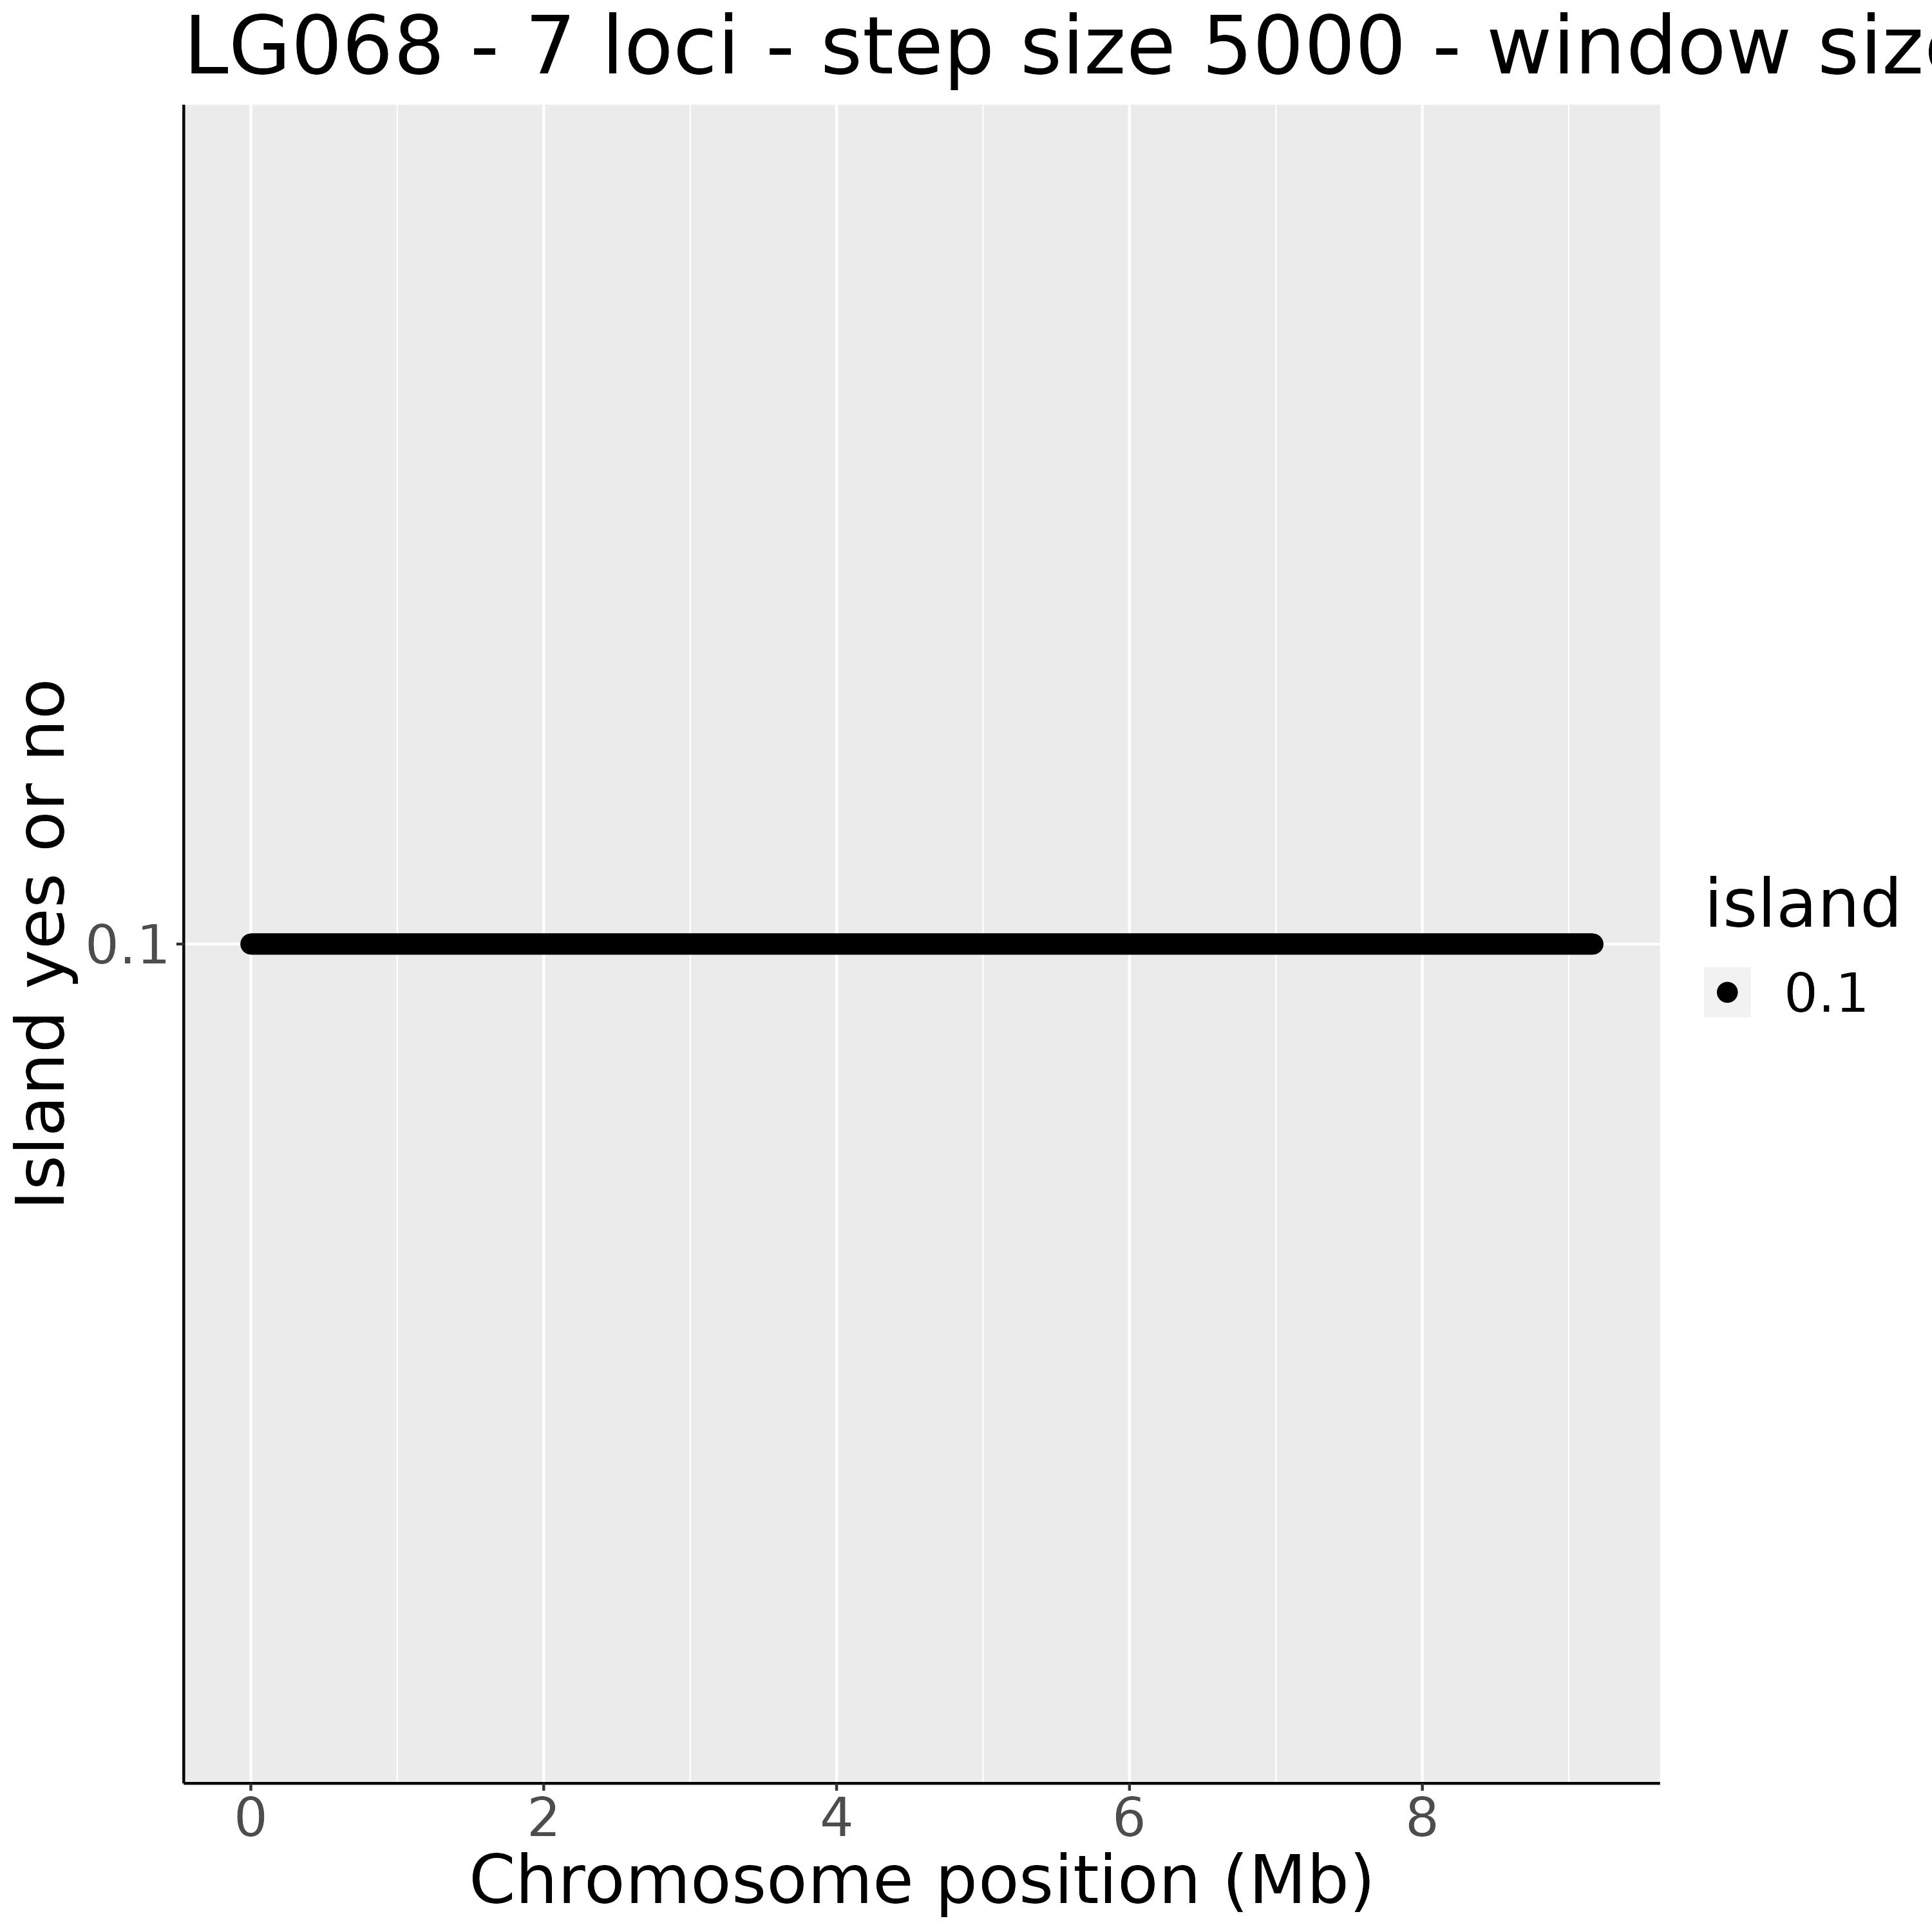 LG068 - 7 loci - step size 5000 - window
Island yes or no
0.1
island
0.1
0 2 4 6 8
Chromosome position (Mb)